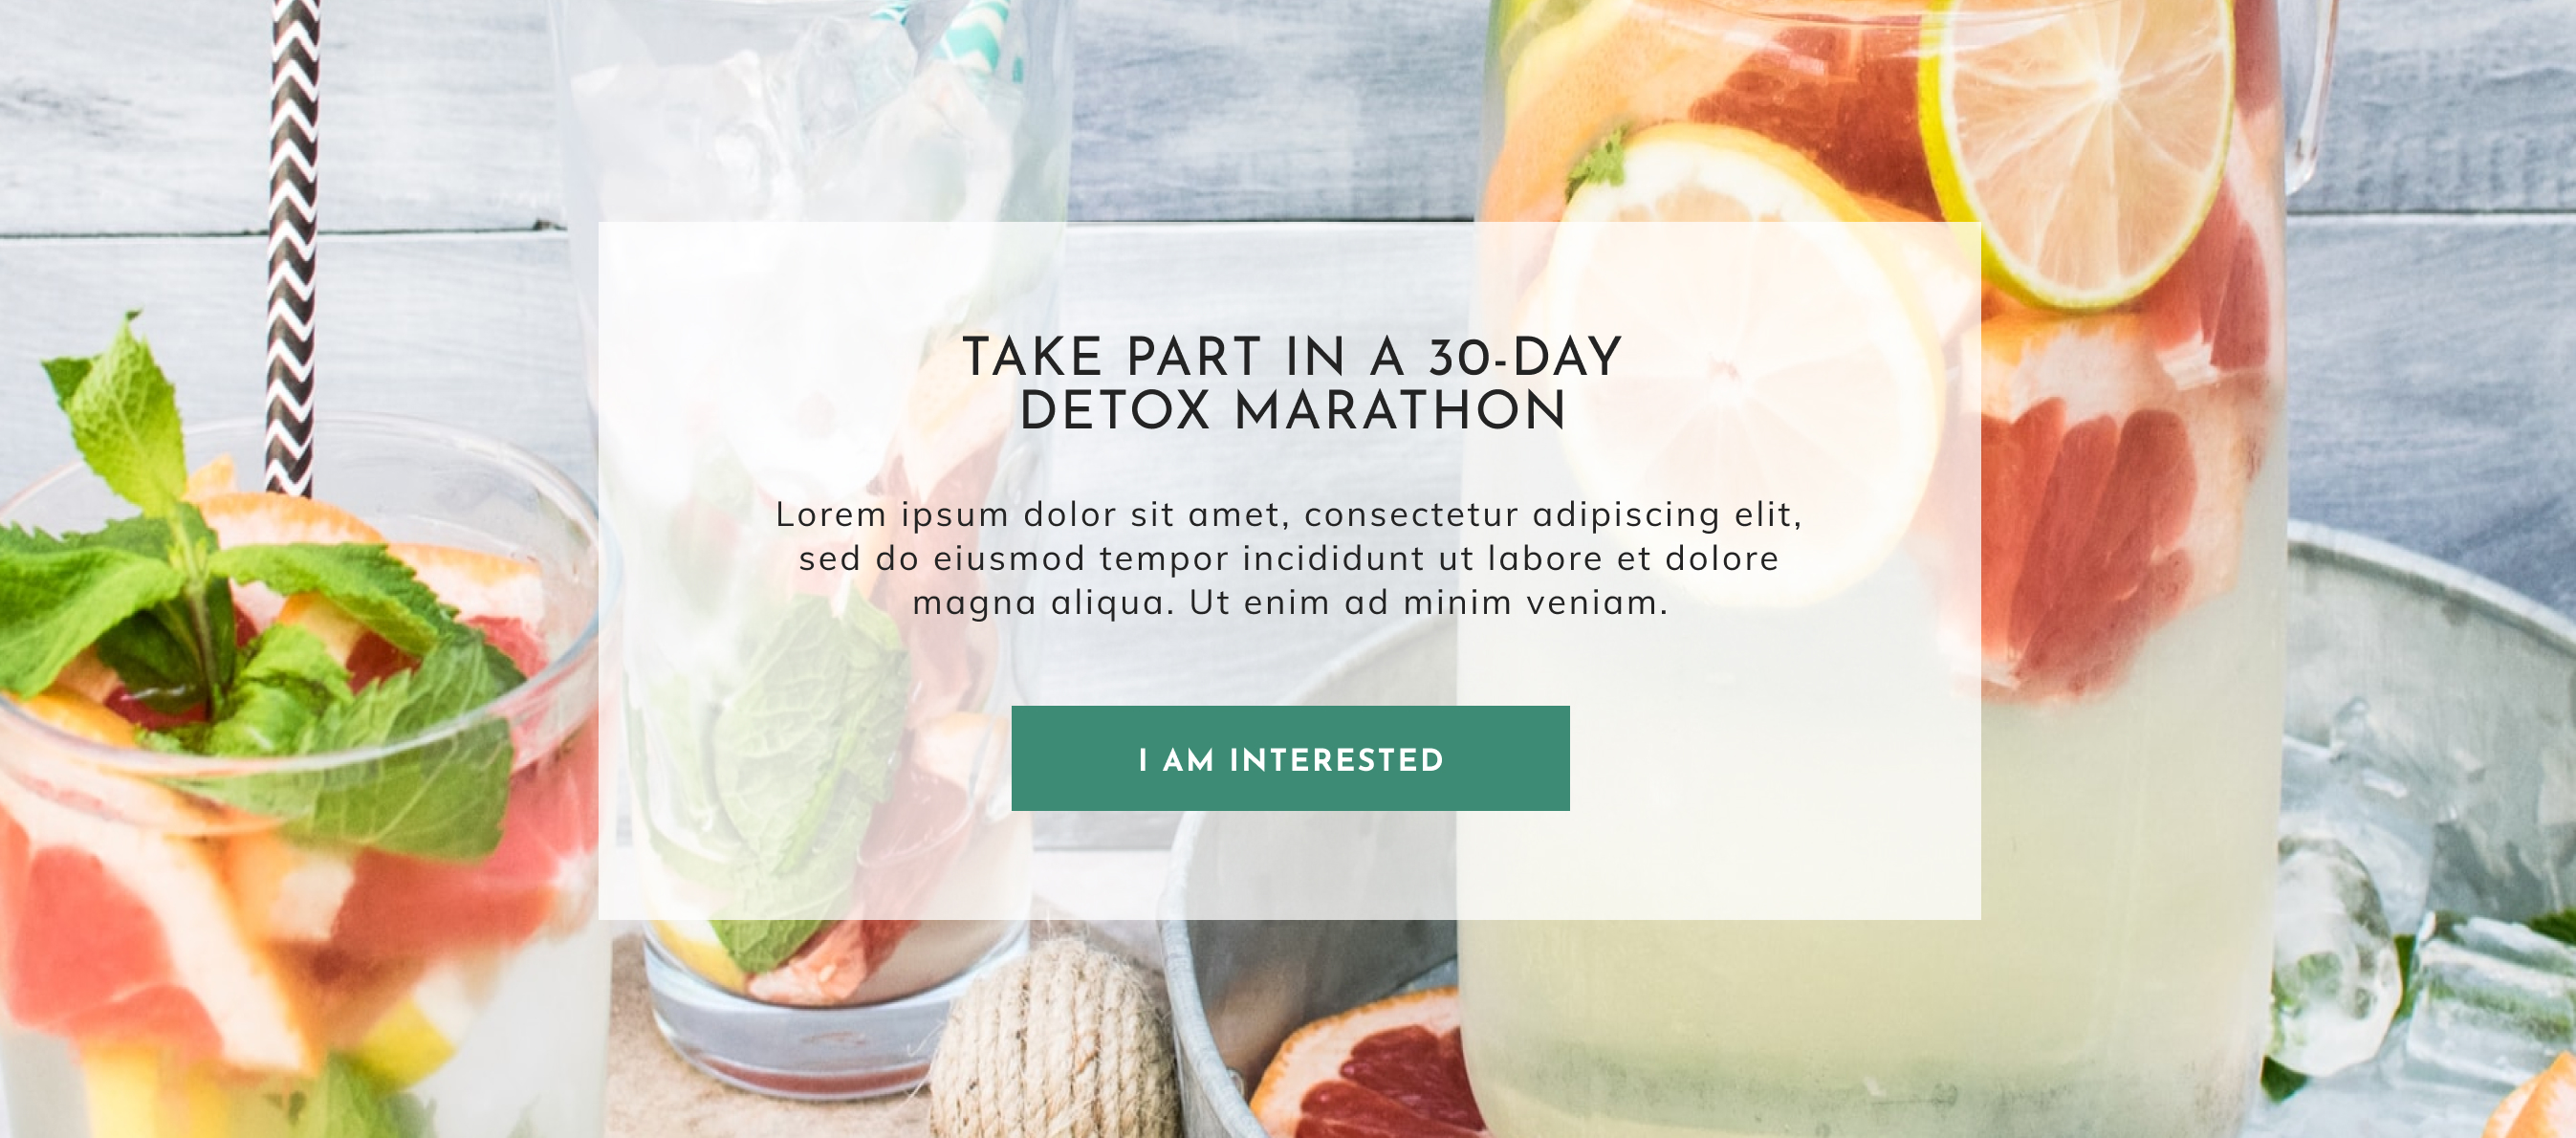 TAKE PART IN A 30-DAY
DETOX MARATHON
Lorem ipsum dolor sit amet, consectetur adipiscing elit,
sed do eiusmod tempor incididunt ut labore et dolore
magna aliqua. Ut enim ad minim veniam.
I AM INTERESTED